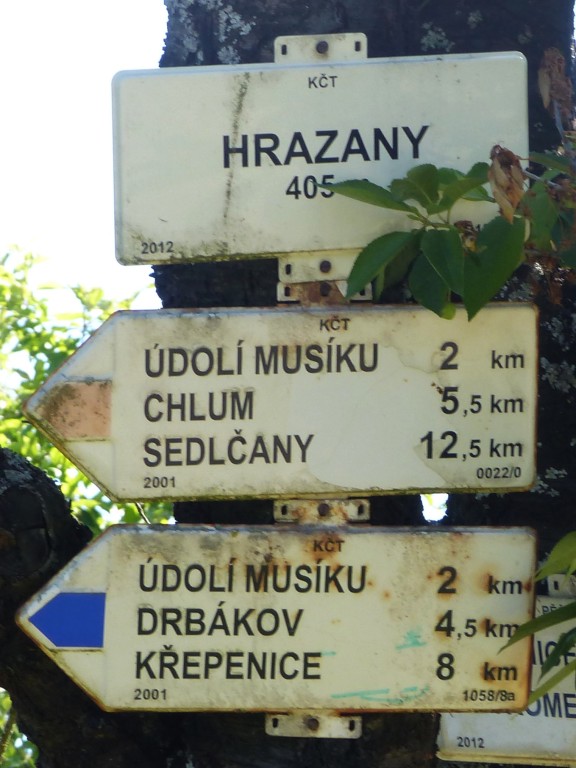 KČT
HRAZANY
405
2012
KČT
ÚDOLÍ MUSÍKU 2 km
CHLUM 5,5 km
SEDLČANY 12,5 km
2001 0022/0
KČT
ÚDOLÍ MUSÍKU 2 km
DRBÁKOV 4,5 km
KŘEPENICE 8 km
2001 1058/8a
2012